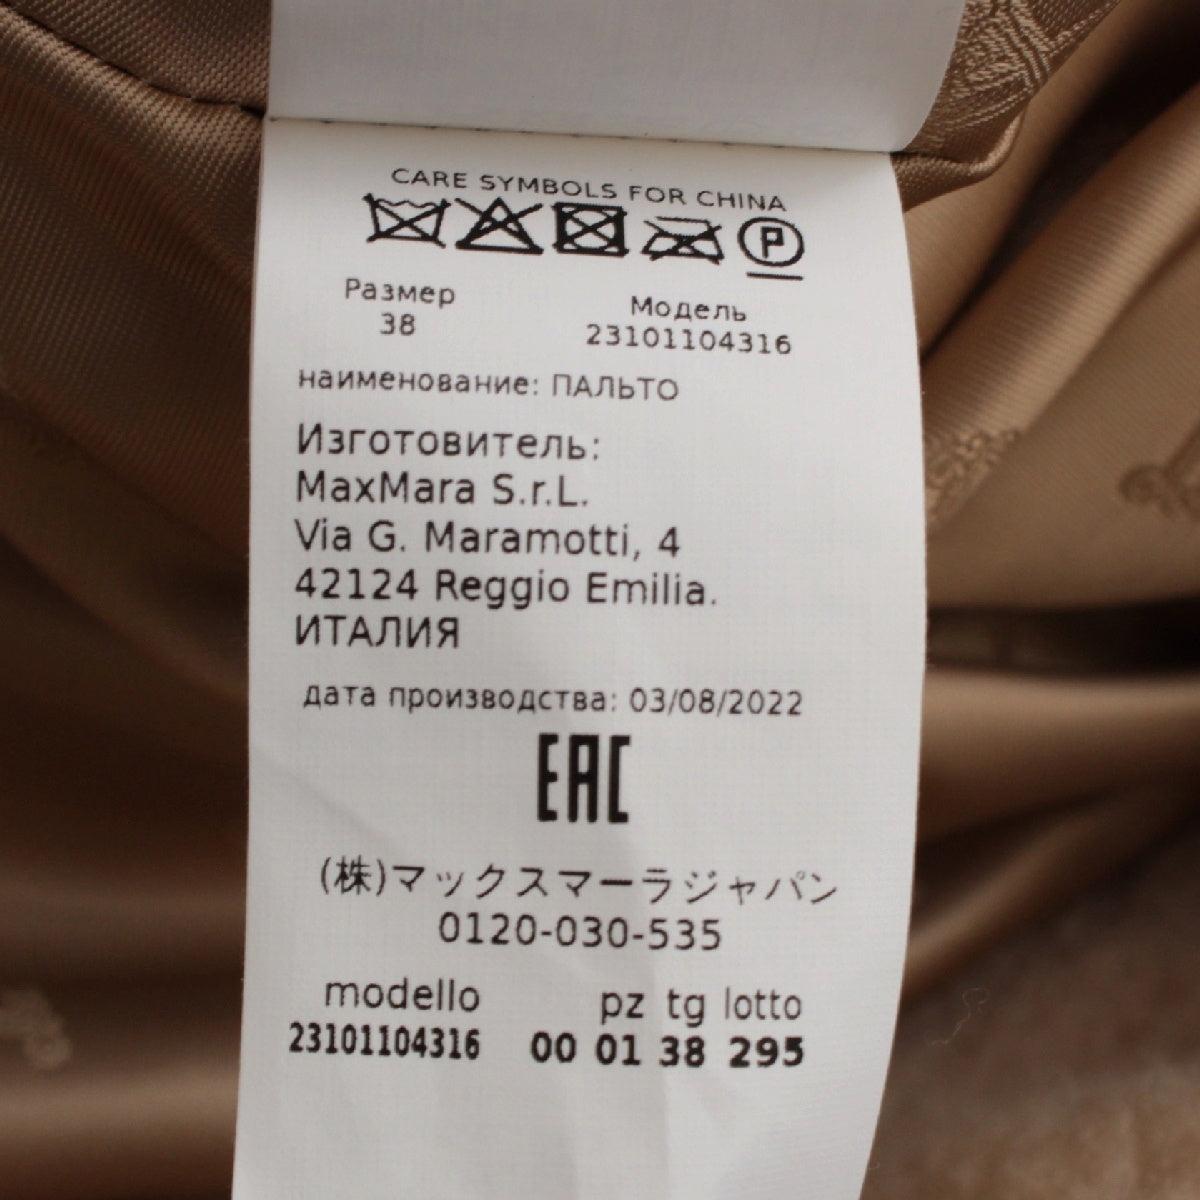 CARE SYMBOLS FOR CHINA
P
Размер
38
Модель
23101104316
наименование: ПАЛЬТО
Изготовитель:
MaxMara S.r.L.
Via G. Maramotti, 4
42124 Reggio Emilia.
ИТАЛИЯ
дата производства: 03/08/2022
EAC
(株)マックスマーラジャパン
0120-030-535
modello pz tg lotto
23101104316 00 01 38 295